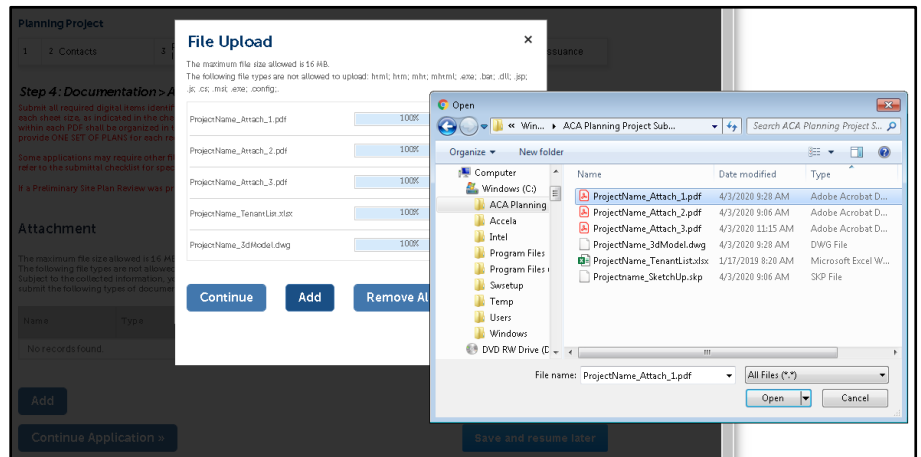 Planning Project
1
2 Contacts
3
ssuance
Step 4: Documentation > A
Submit all required digital items identif
each sheet size, as indicated in the che
within each PDF shall be organized in
provide ONE SET OF PLANS for each re
Some applications may require other fi
refer to the submittal checklist for spec
If a Preliminary Site Plan Review was pr
Attachment
The maximum file size allowed is 16 ME
The following file types are not allowed
Subject to the collected information, yo
submit the following types of documen
Name
Type
No records found.
Add
Continue Application »
Save and resume later
File Upload
×
The maximum file size allowed is 16 MB.
The following file types are not allowed to upload: html; htm; mht; mhtml; .exe; .bat; .dll; .jsp;
.js; .cs; .msi; .exe; .config;.
ProjectName_Attach_1.pdf 100%
ProjectName_Attach_2.pdf 100%
ProjectName_Attach_3.pdf 100%
ProjectName_TenantList.xlsx 100%
ProjectName_3dModel.dwg 100%
Continue
Add
Remove Al
Open
« Win... ▸ ACA Planning Project Sub...
Search ACA Planning Project S...
Organize
New folder
Computer
Windows (C:)
ACA Planning
Accela
Intel
Program Files
Program Files
Swsetup
Temp
Users
Windows
DVD RW Drive (D
Name Date modified Type
ProjectName_Attach_1.pdf 4/3/2020 9:28 AM Adobe Acrobat D...
ProjectName_Attach_2.pdf 4/3/2020 9:06 AM Adobe Acrobat D...
ProjectName_Attach_3.pdf 4/3/2020 11:15 AM Adobe Acrobat D...
ProjectName_3dModel.dwg 4/3/2020 9:28 AM DWG File
ProjectName_TenantList.xlsx 1/17/2019 8:20 AM Microsoft Excel W...
Projectname_SketchUp.skp 4/3/2020 9:06 AM SKP File
File name: ProjectName_Attach_1.pdf
All Files (*.*)
Open
Cancel